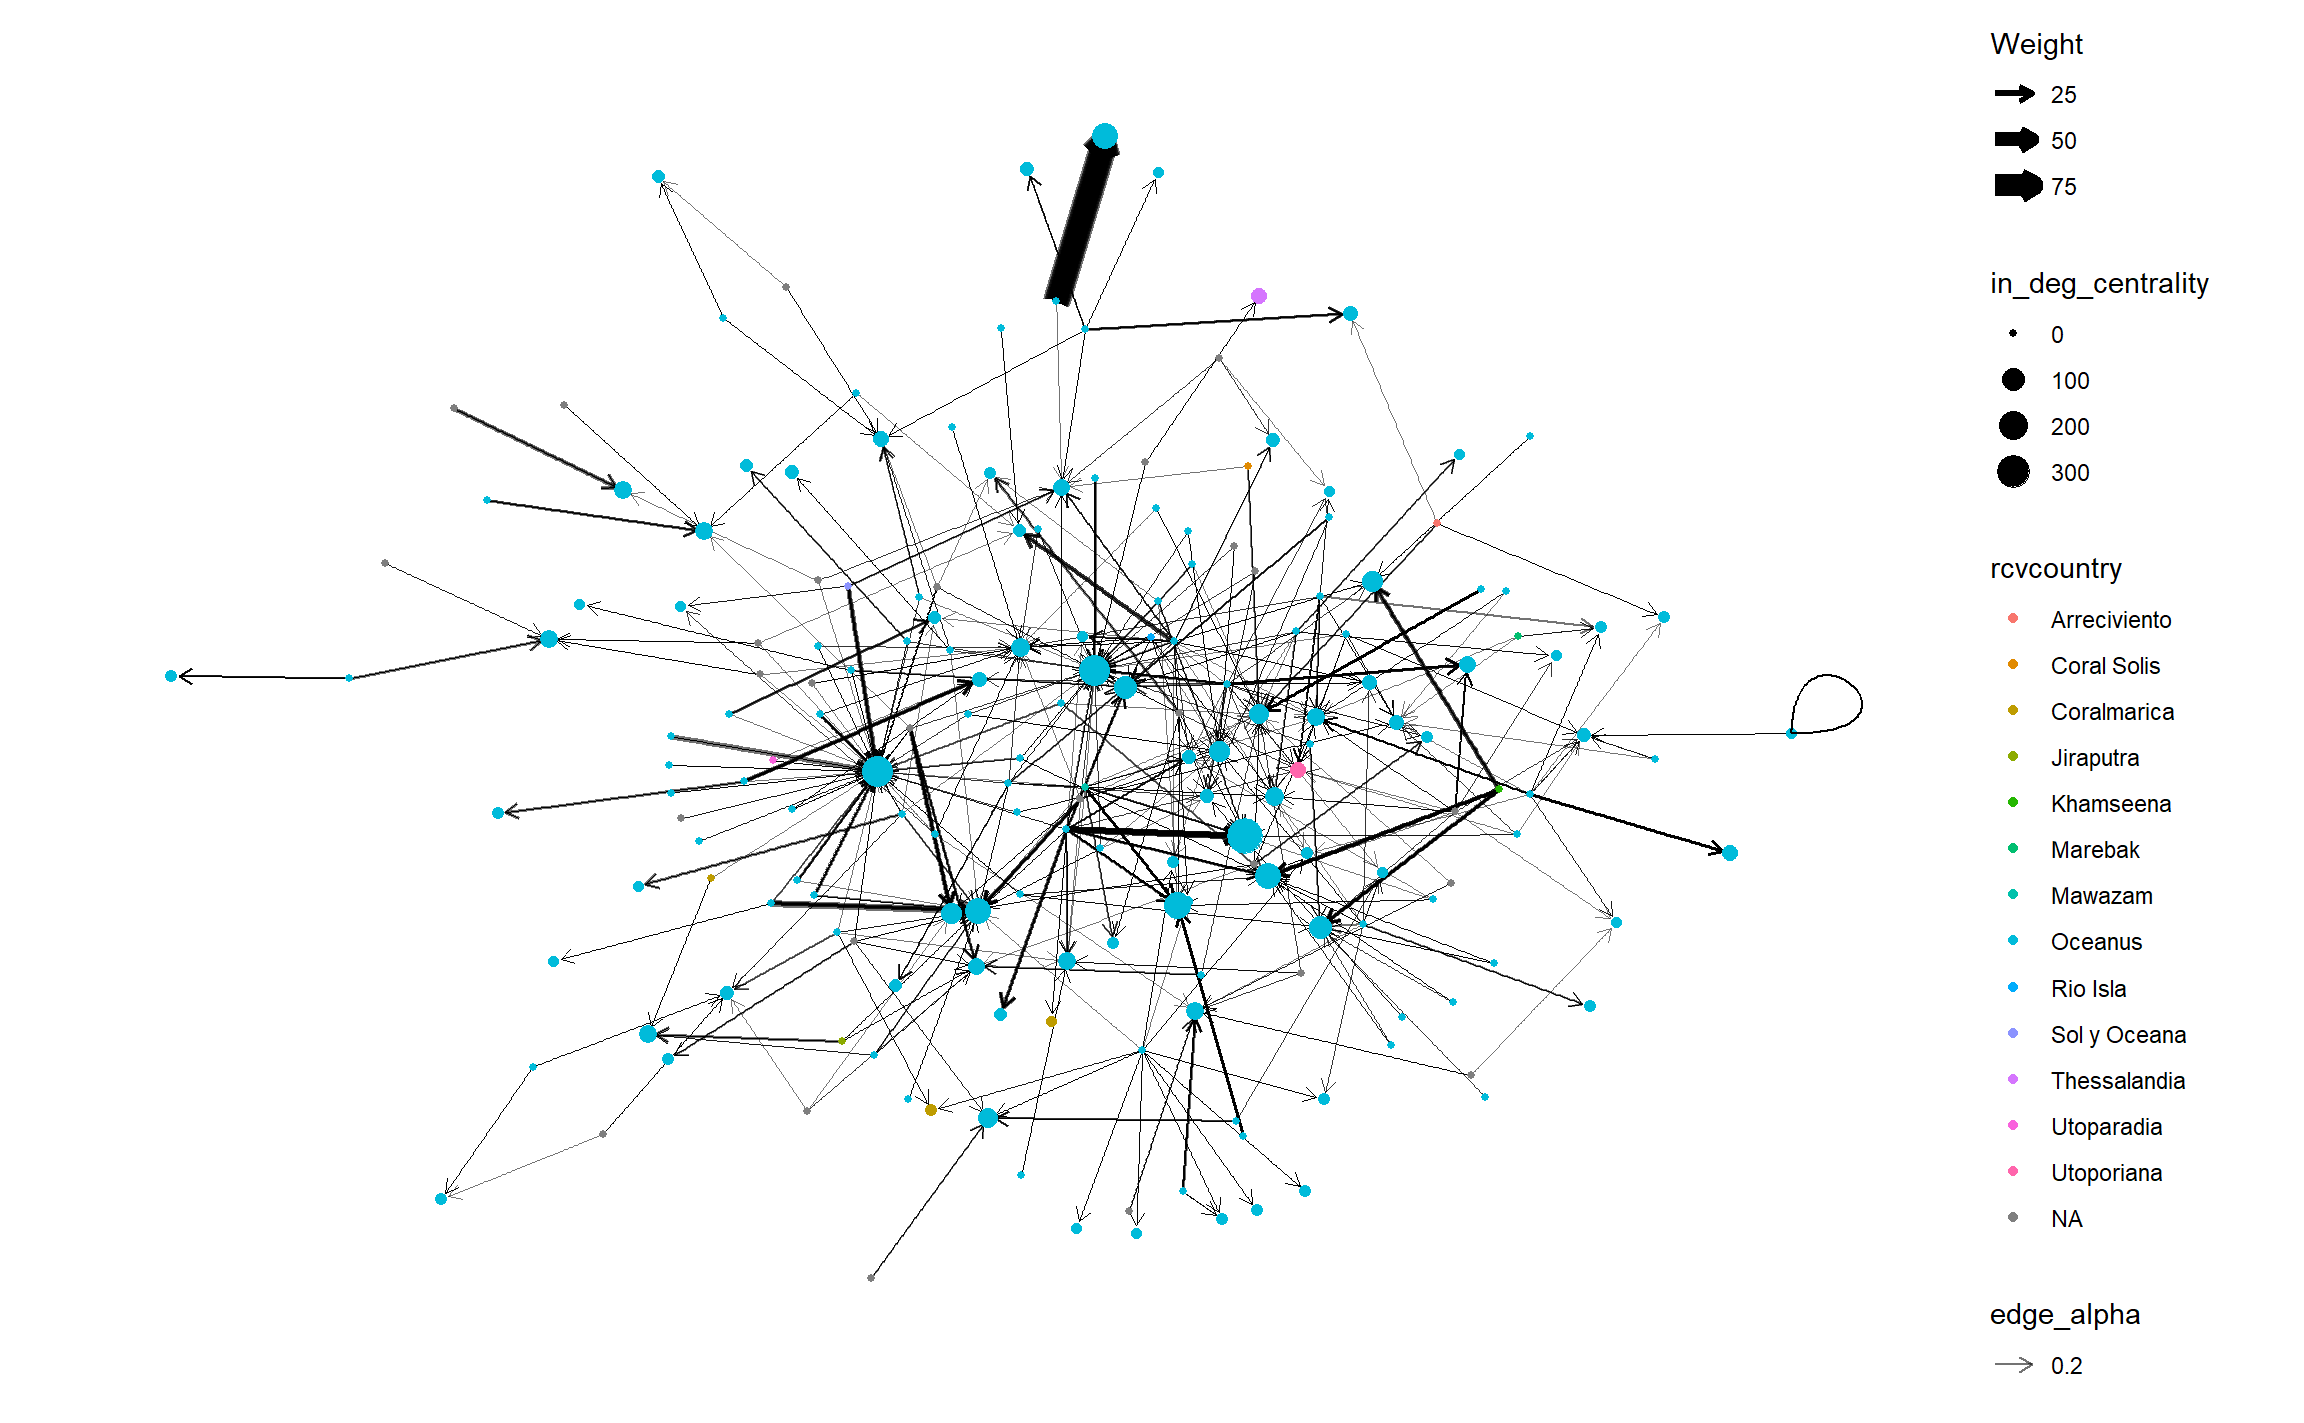 Weight
25
50
75
in_deg_centrality
0
100
200
300
rcvcountry
Arreciviento
Coral Solis
Coralmarica
Jiraputra
Khamseena
Marebak
Mawazam
Oceanus
Rio Isla
Sol y Oceana
Thessalandia
Utoparadia
Utoporiana
NA
edge_alpha
0.2